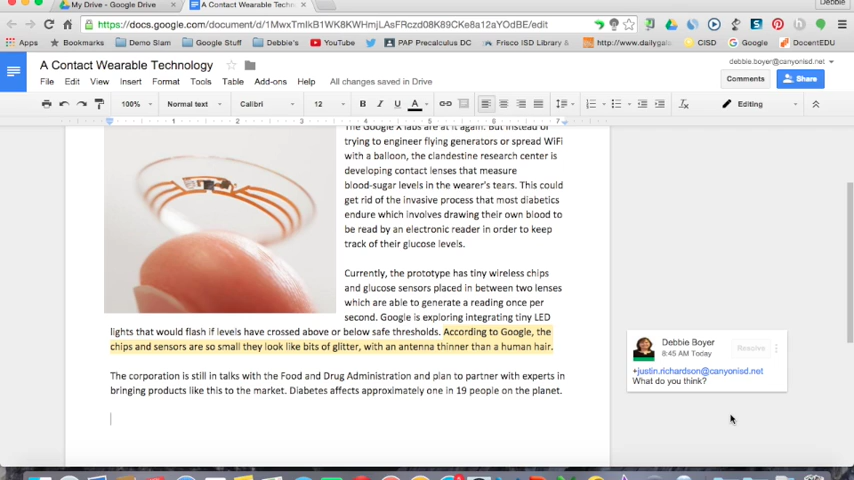 My Drive - Google Drive
A Contact Wearable Techn
Debbie
https://docs.google.com/document/d/1MwxTmIkB1WK8KWHmjLAsFRczd08K89CKe8a12aYOdBE/edit
Apps Bookmarks Demo Slam Google Stuff Debbie's YouTube PAP Precalculus DC Frisco ISD Library & http://www.dailygala CISD Google DocentEDU
A Contact Wearable Technology
debbie.boyer@canyonisd.net
File Edit View Insert Format Tools Table Add-ons Help All changes saved in Drive
Comments Share
100% Normal text Calibri 12 B I U A Editing
1 2 3 4 5 6 7
The Google X labs are at it again. But instead of
trying to engineer flying generators or spread WiFi
with a balloon, the clandestine research center is
developing contact lenses that measure
blood-sugar levels in the wearer's tears. This could
get rid of the invasive process that most diabetics
endure which involves drawing their own blood to
be read by an electronic reader in order to keep
track of their glucose levels.
Currently, the prototype has tiny wireless chips
and glucose sensors placed in between two lenses
which are able to generate a reading once per
second. Google is exploring integrating tiny LED
lights that would flash if levels have crossed above or below safe thresholds. According to Google, the
chips and sensors are so small they look like bits of glitter, with an antenna thinner than a human hair.
The corporation is still in talks with the Food and Drug Administration and plan to partner with experts in
bringing products like this to the market. Diabetes affects approximately one in 19 people on the planet.
Debbie Boyer
8:45 AM Today
Resolve
+justin.richardson@canyonisd.net
What do you think?